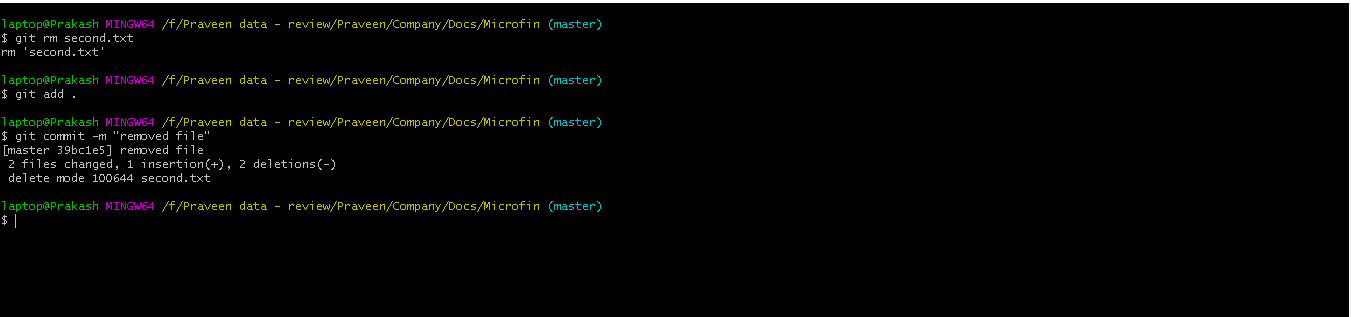 laptop@Prakash MINGW64 /f/Praveen data - review/Praveen/Company/Docs/Microfin (master)
$ git rm second.txt
rm 'second.txt'
laptop@Prakash MINGW64 /f/Praveen data - review/Praveen/Company/Docs/Microfin (master)
$ git add .
laptop@Prakash MINGW64 /f/Praveen data - review/Praveen/Company/Docs/Microfin (master)
$ git commit -m "removed file"
[master 39bc1e5] removed file
 2 files changed, 1 insertion(+), 2 deletions(-)
 delete mode 100644 second.txt
laptop@Prakash MINGW64 /f/Praveen data - review/Praveen/Company/Docs/Microfin (master)
$